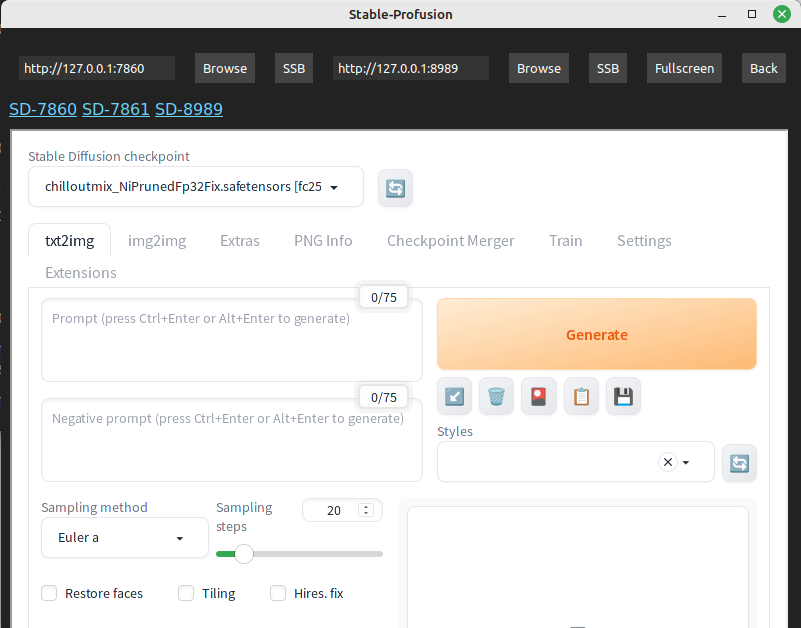 Stable-Profusion
http://127.0.0.1:7860 Browse SSB http://127.0.0.1:8989 Browse SSB Fullscreen Back
SD-7860 SD-7861 SD-8989
Stable Diffusion checkpoint
chilloutmix_NiPrunedFp32Fix.safetensors [fc25
txt2img img2img Extras PNG Info Checkpoint Merger Train Settings
Extensions
0/75
Prompt (press Ctrl+Enter or Alt+Enter to generate)
Generate
0/75
Negative prompt (press Ctrl+Enter or Alt+Enter to generate)
Styles
Sampling method
Euler a
Sampling
steps
20
Restore faces Tiling Hires. fix